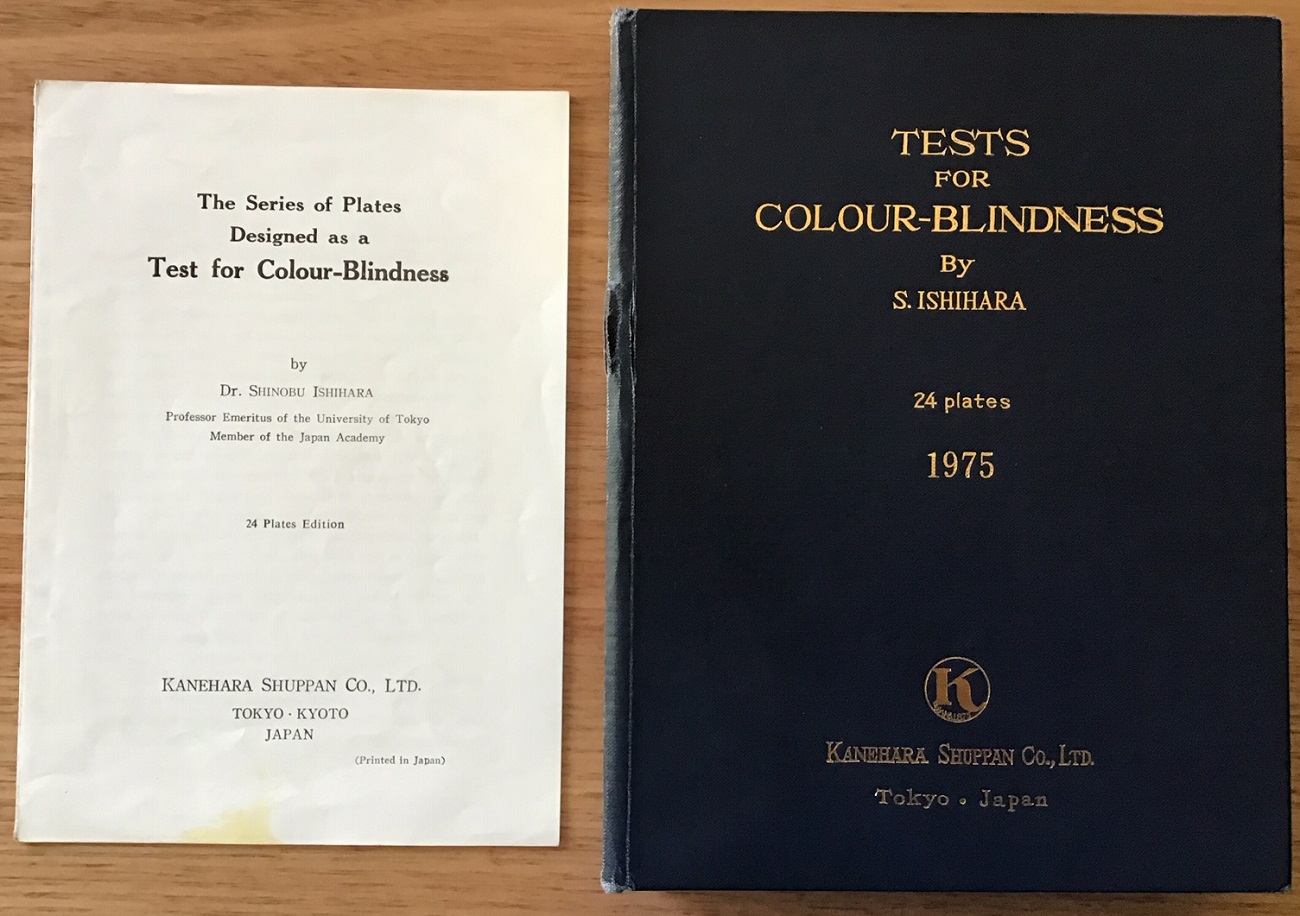 The Series of Plates
Designed as a
Test for Colour-Blindness
by
Dr. SHINOBU ISHIHARA
Professor Emeritus of the University of Tokyo
Member of the Japan Academy
24 Plates Edition
KANEHARA SHUPPAN CO., LTD.
TOKYO · KYOTO
JAPAN
(Printed in Japan)
TESTS
FOR
COLOUR-BLINDNESS
By
S. ISHIHARA
24 plates
1975
K
KANEHARA SHUPPAN CO., LTD.
Tokyo • Japan